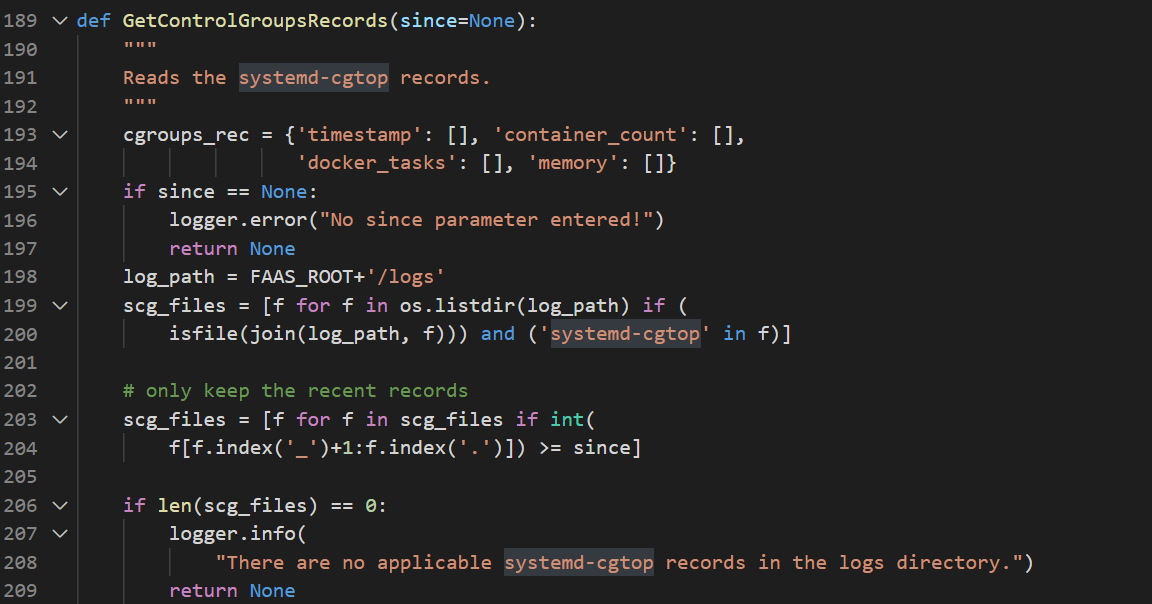 189 def GetControlGroupsRecords(since=None):
190     """
191     Reads the systemd-cgtop records.
192     """
193     cgroups_rec = {'timestamp': [], 'container_count': [],
194                    'docker_tasks': [], 'memory': []}
195     if since == None:
196         logger.error("No since parameter entered!")
197         return None
198     log_path = FAAS_ROOT+'/logs'
199     scg_files = [f for f in os.listdir(log_path) if (
200         isfile(join(log_path, f))) and ('systemd-cgtop' in f)]
201
202     # only keep the recent records
203     scg_files = [f for f in scg_files if int(
204         f[f.index('_')+1:f.index('.')]) >= since]
205
206     if len(scg_files) == 0:
207         logger.info(
208             "There are no applicable systemd-cgtop records in the logs directory.")
209         return None